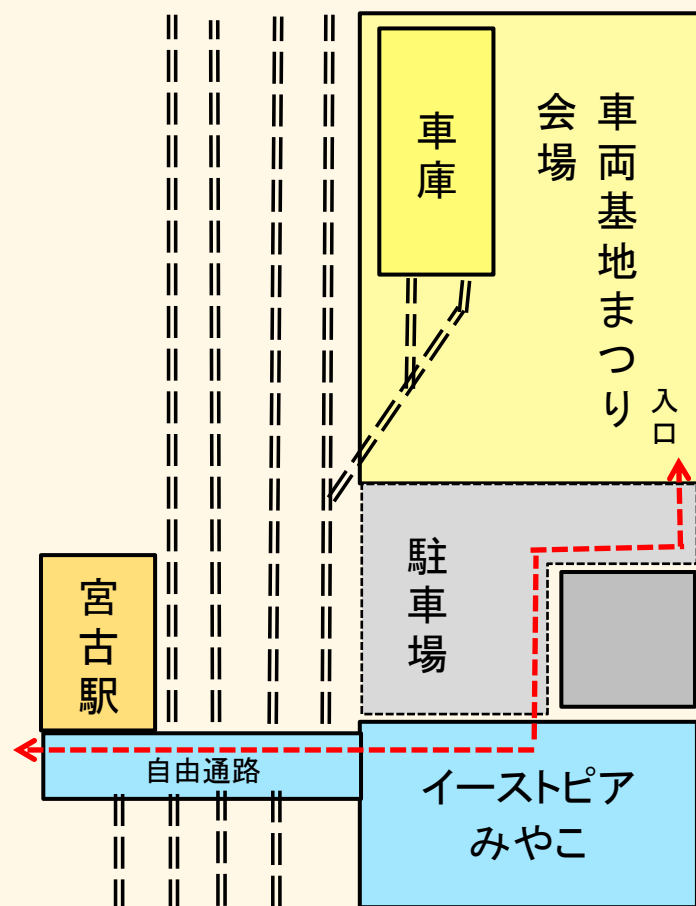 車両基地まつり
会場
車庫
入口
駐車場
宮古駅
自由通路
イーストピア
みやこ